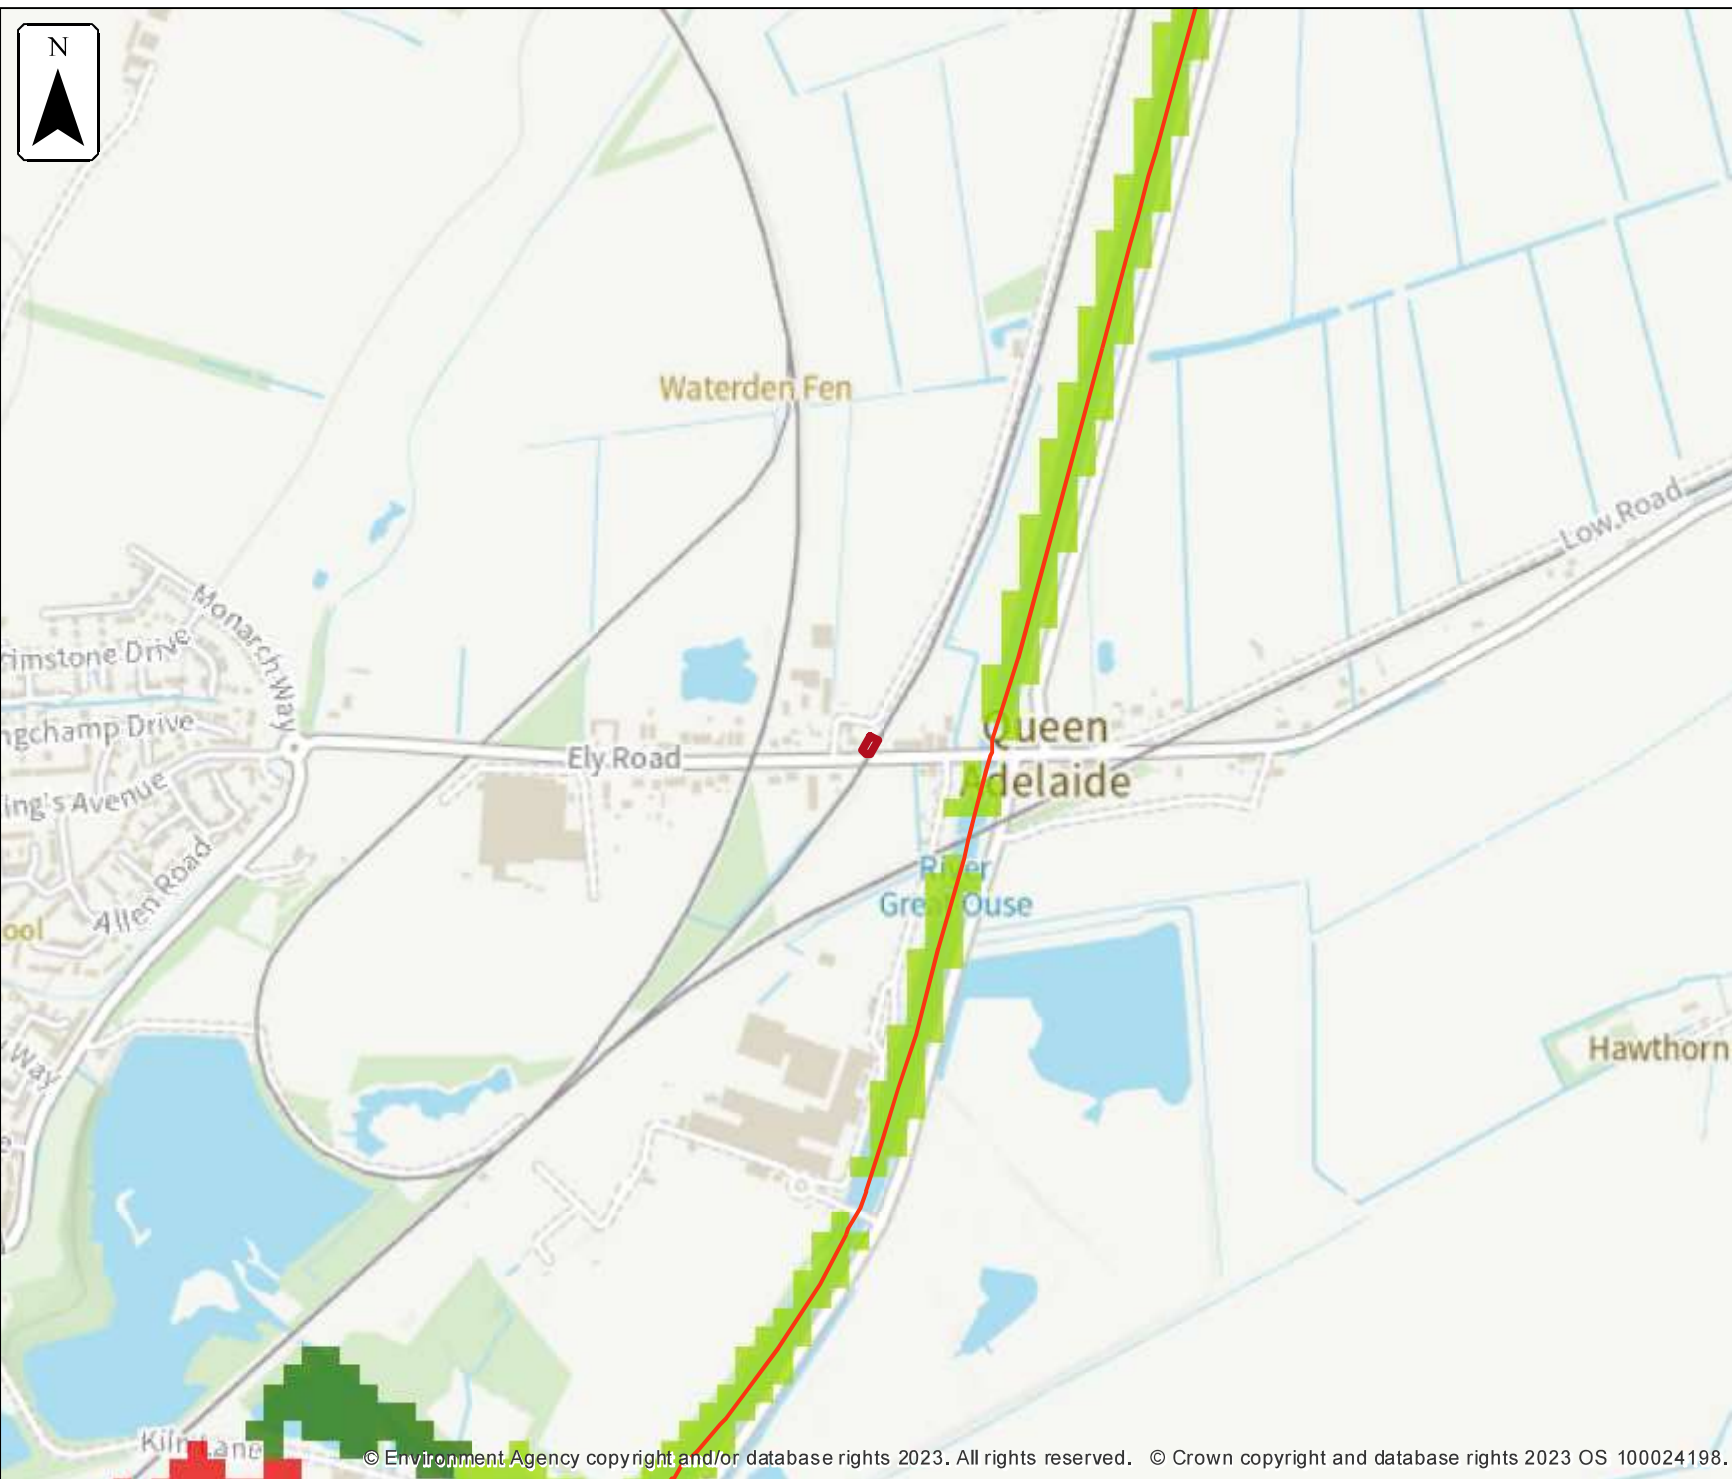 N
Waterden Fen
Low Road
Monarch Way
rimstone Drive
ngchamp Drive
Ely Road
Queen
Adelaide
ing's Avenue
Allen Road
River
Great Ouse
ool
Way
Hawthorn
Kiln Lane
© Environment Agency copyright and/or database rights 2023. All rights reserved. © Crown copyright and database rights 2023 OS 100024198.